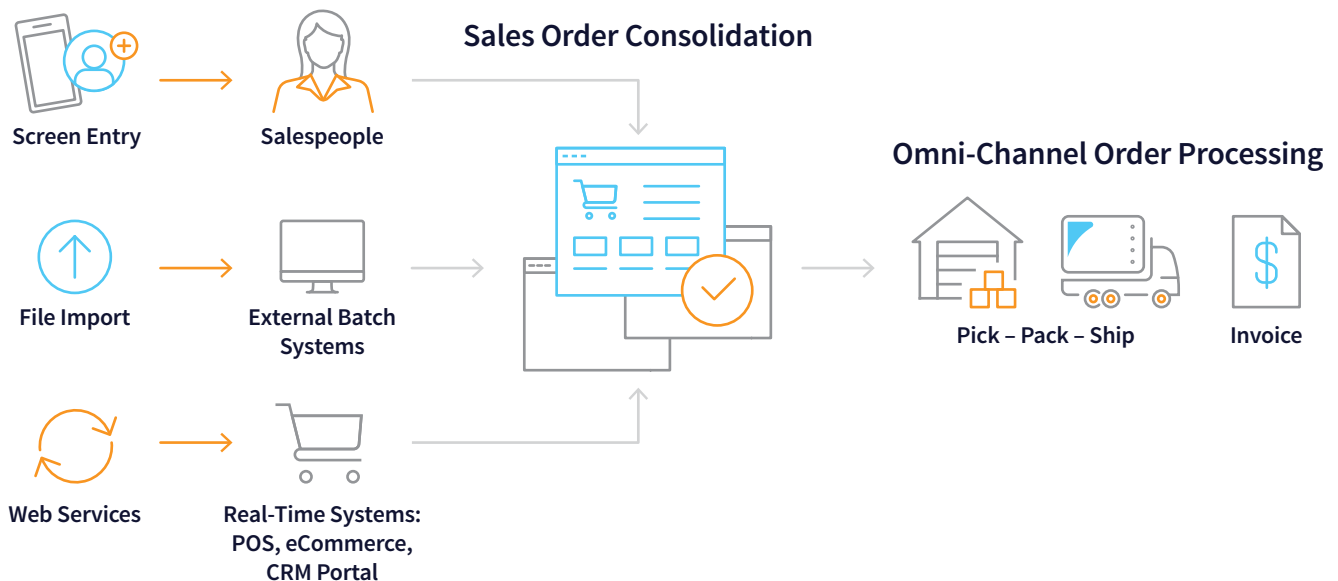 Sales Order Consolidation
Screen Entry
Salespeople
Omni-Channel Order Processing
File Import
External Batch
Systems
Pick – Pack – Ship
Invoice
$
Web Services
Real-Time Systems:
POS, eCommerce,
CRM Portal